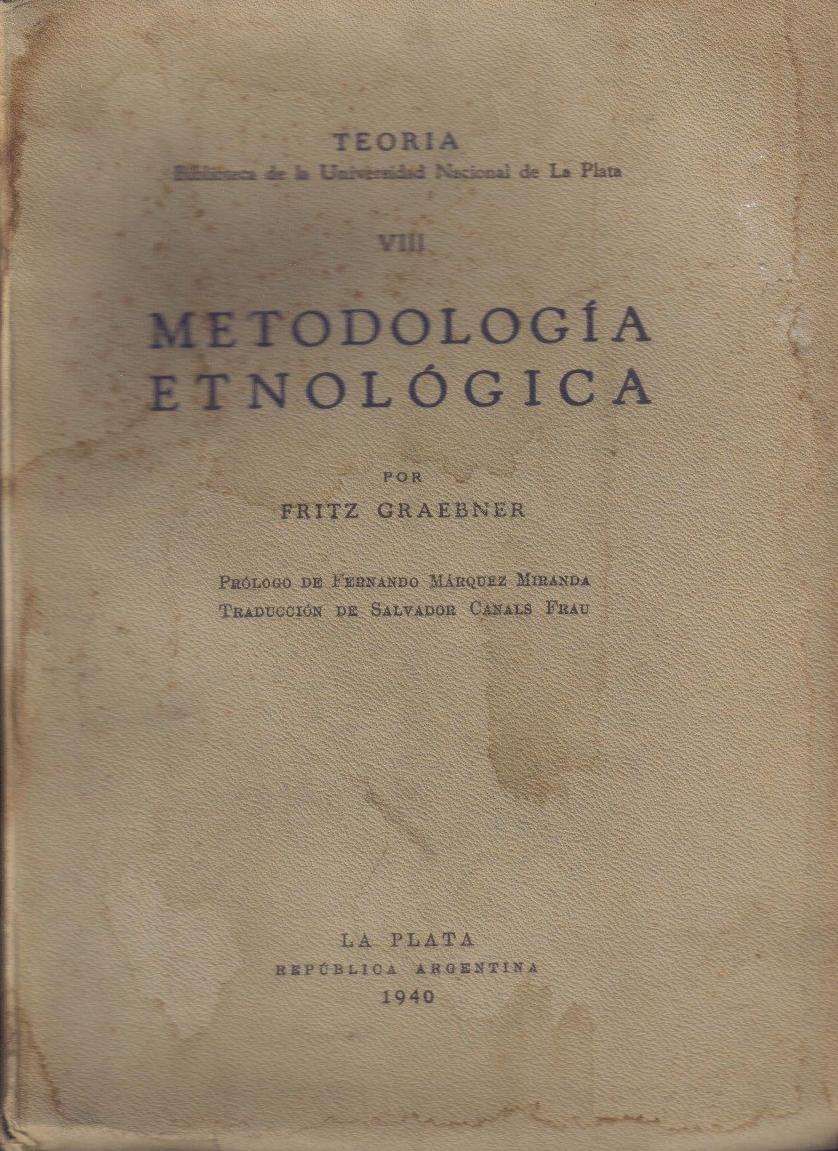 TEORIA
Biblioteca de la Universidad Nacional de La Plata
VIII
METODOLOGÍA
ETNOLÓGICA
POR
FRITZ GRAEBNER
PRÓLOGO DE FERNANDO MÁRQUEZ MIRANDA
TRADUCCIÓN DE SALVADOR CANALS FRAU
LA PLATA
REPÚBLICA ARGENTINA
1940